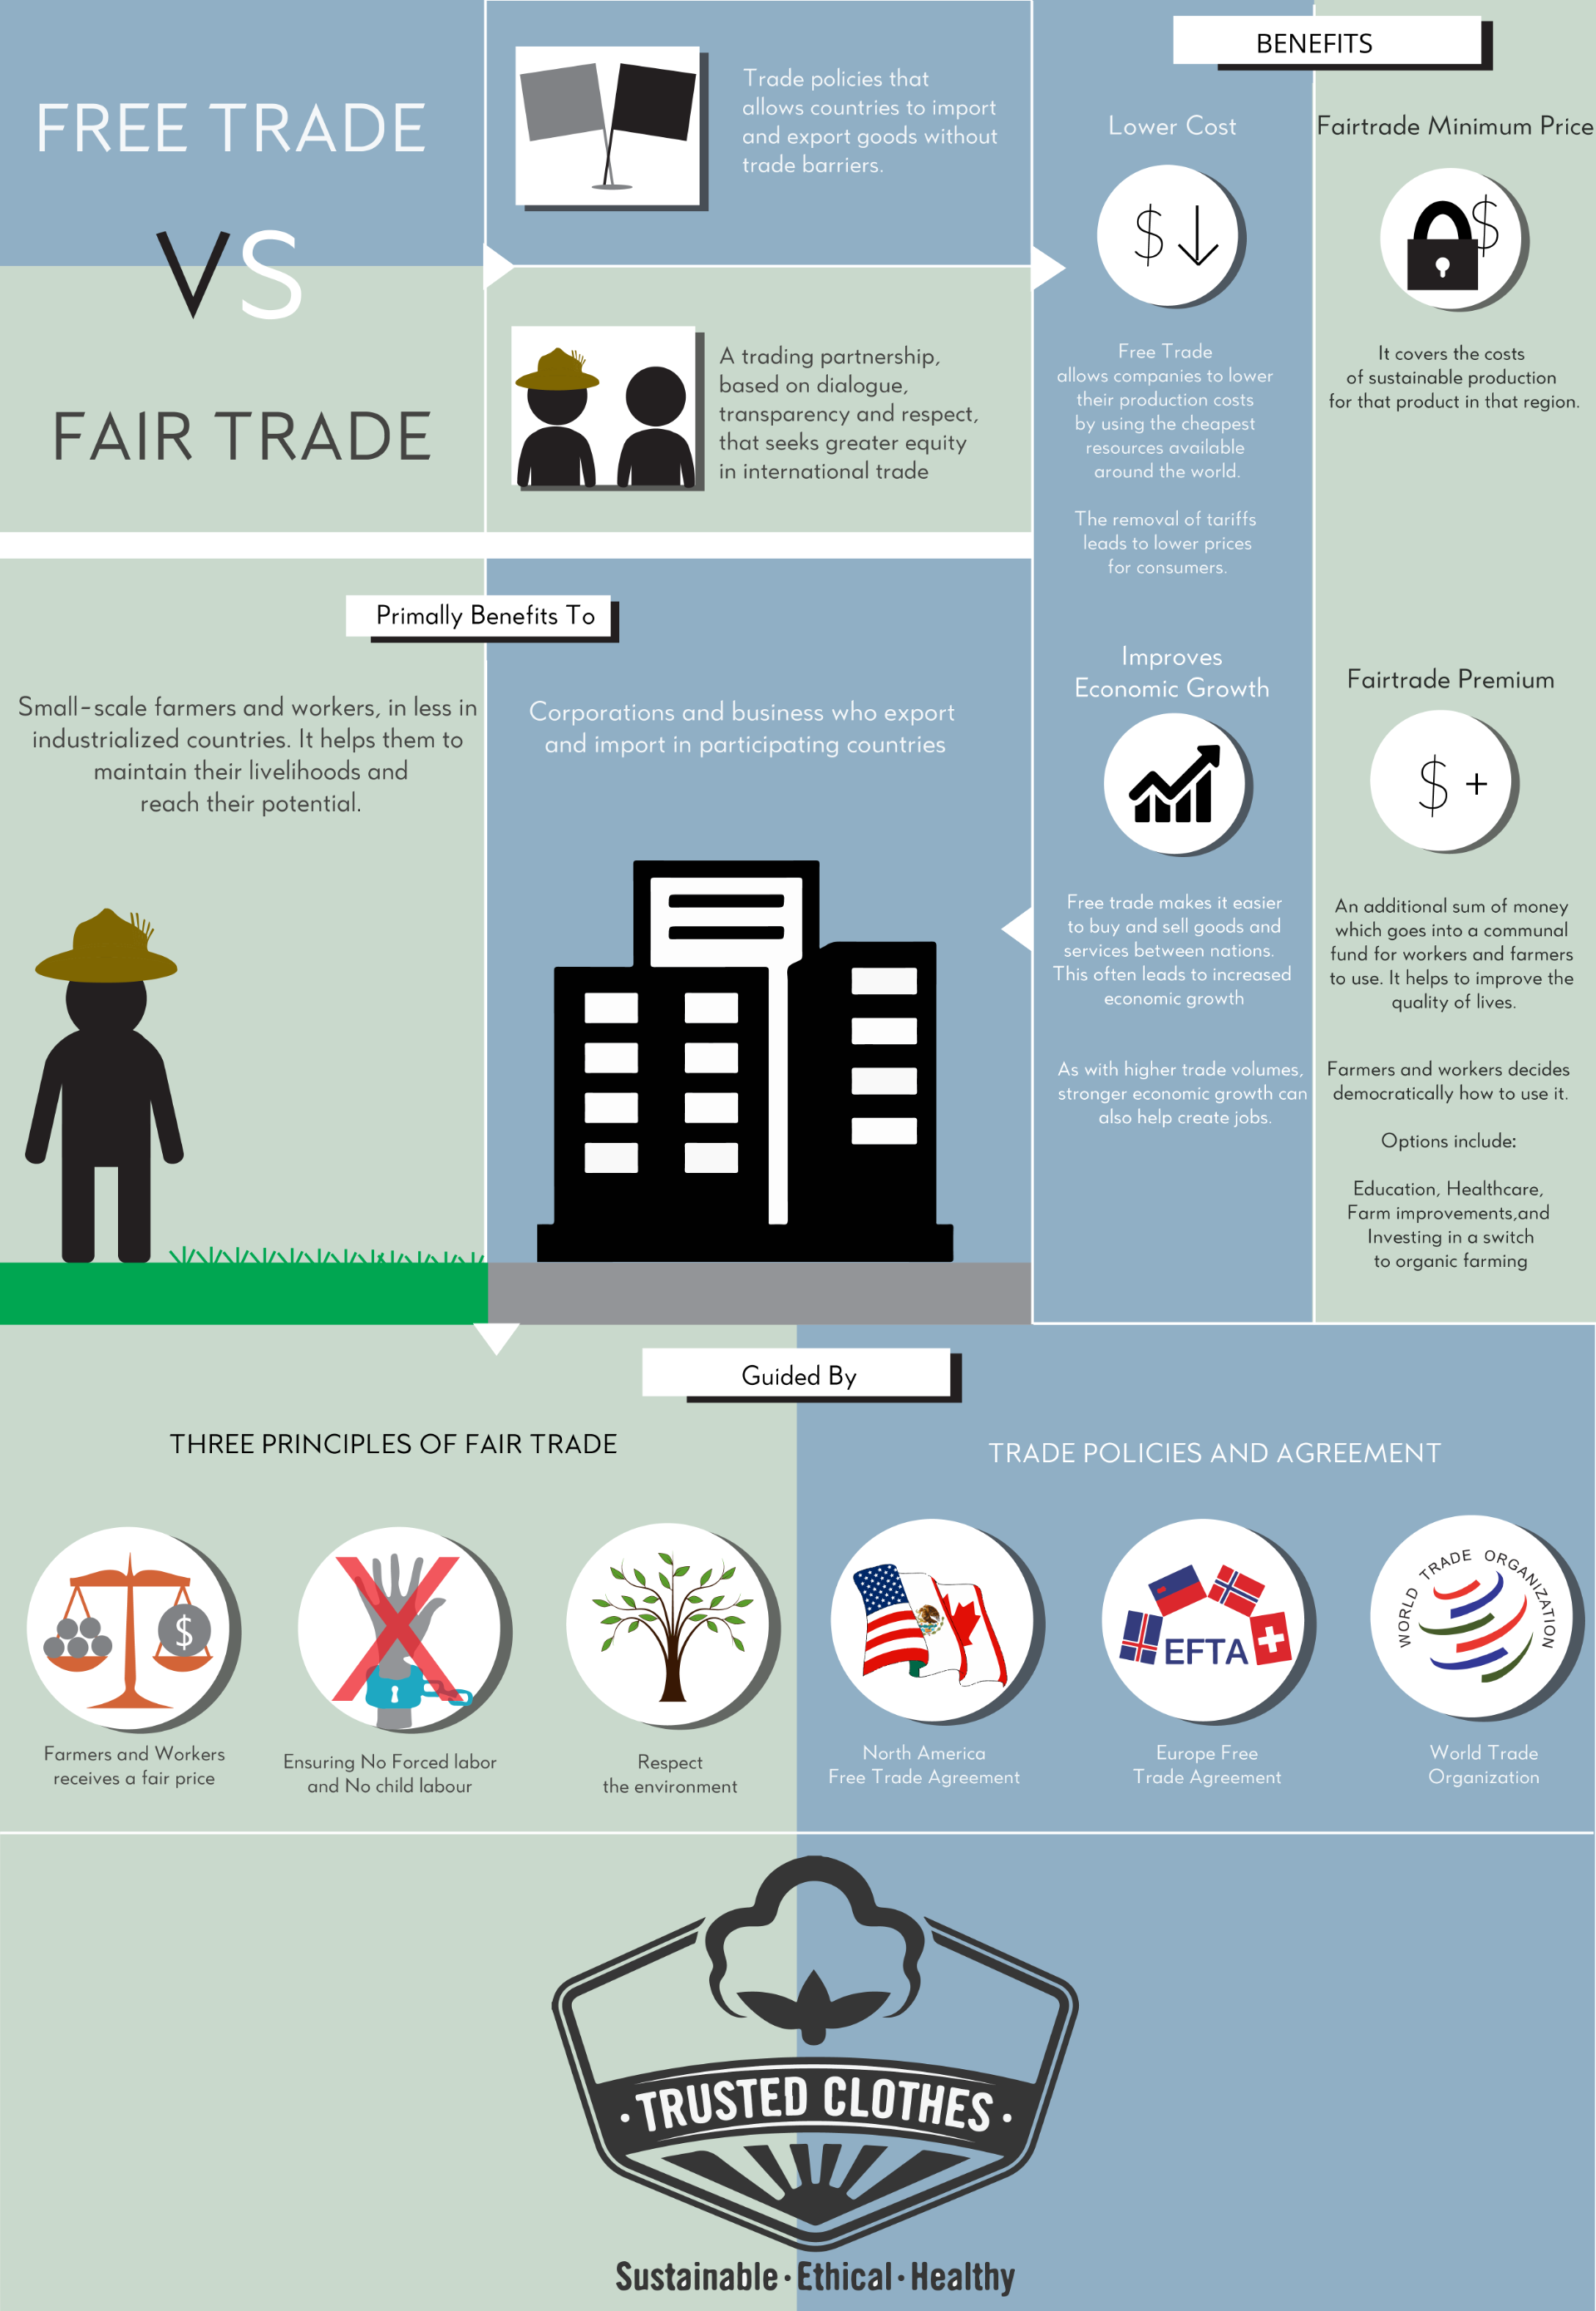 FREE TRADE
VS
FAIR TRADE
Trade policies that
allows countries to import
and export goods without
trade barriers.
A trading partnership,
based on dialogue,
transparency and respect,
that seeks greater equity
in international trade
BENEFITS
Lower Cost
$
Free Trade
allows companies to lower
their production costs
by using the cheapest
resources available
around the world.
The removal of tariffs
leads to lower prices
for consumers.
Improves
Economic Growth
Free trade makes it easier
to buy and sell goods and
services between nations.
This often leads to increased
economic growth
As with higher trade volumes,
stronger economic growth can
also help create jobs.
Fairtrade Minimum Price
$
It covers the costs
of sustainable production
for that product in that region.
Fairtrade Premium
$ +
An additional sum of money
which goes into a communal
fund for workers and farmers
to use. It helps to improve the
quality of lives.
Farmers and workers decides
democratically how to use it.
Options include:
Education, Healthcare,
Farm improvements,and
Investing in a switch
to organic farming
Primally Benefits To
Small-scale farmers and workers, in less in
industrialized countries. It helps them to
maintain their livelihoods and
reach their potential.
Corporations and business who export
and import in participating countries
Guided By
THREE PRINCIPLES OF FAIR TRADE
$
Farmers and Workers
receives a fair price
Ensuring No Forced labor
and No child labour
Respect
the environment
TRADE POLICIES AND AGREEMENT
North America
Free Trade Agreement
EFTA
Europe Free
Trade Agreement
WORLD TRADE ORGANIZATION
World Trade
Organization
· TRUSTED CLOTHES ·
Sustainable · Ethical · Healthy